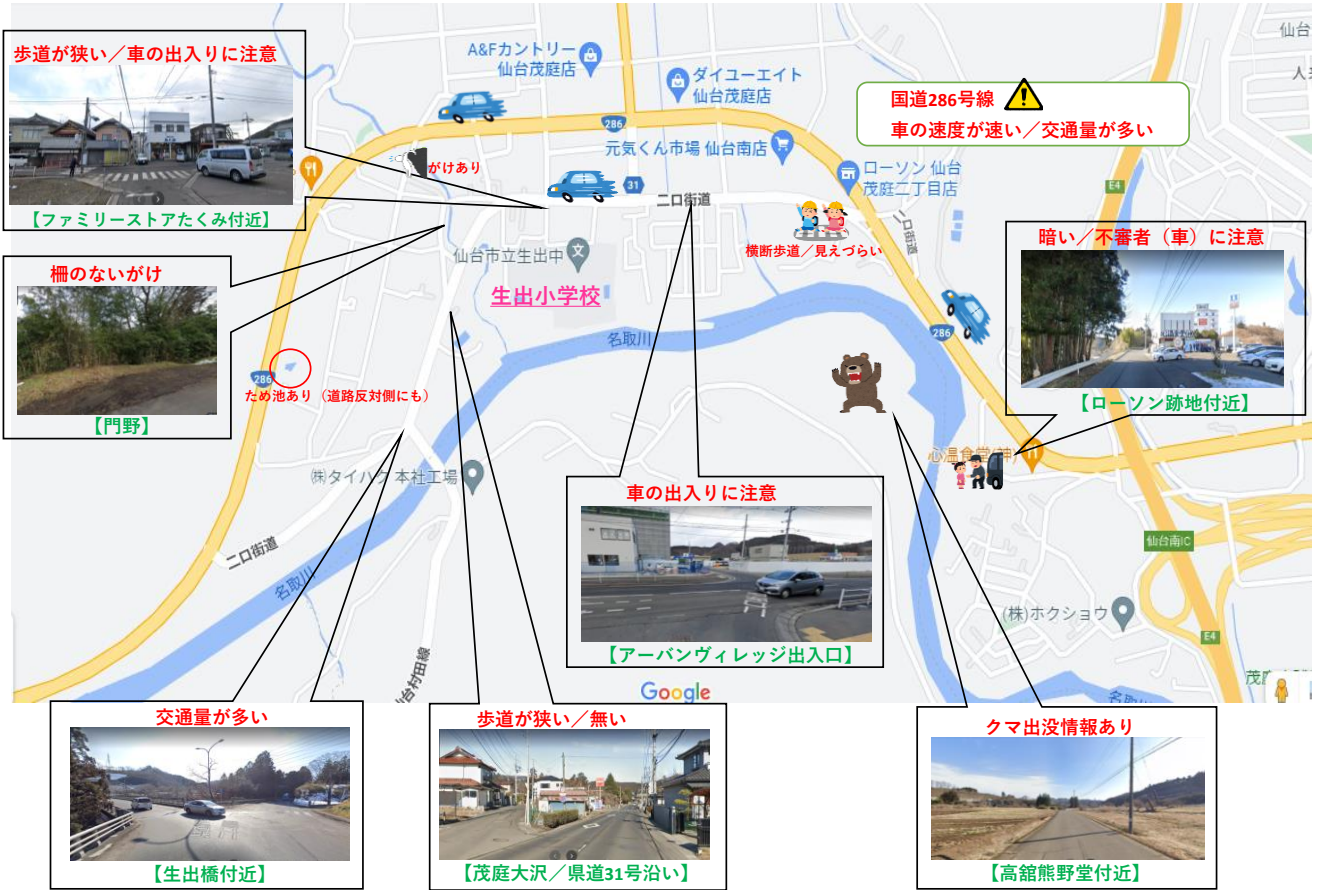 歩道が狭い／車の出入りに注意
【ファミリーストアたくみ付近】
A&Fカントリー
仙台茂庭店
ダイユーエイト
仙台茂庭店
国道286号線
車の速度が速い／交通量が多い
仙台
286
元気くん市場 仙台南店
がけあり
31
二口街道
ローソン 仙台
茂庭二丁目店
E4
二口街道
横断歩道／見えづらい
暗い／不審者（車）に注意
【ローソン跡地付近】
柵のないがけ
【門野】
仙台市立生出中
文
生出小学校
名取川
286
286
ため池あり（道路反対側にも）
㈱タイハク 本社工場
二口街道
名取川
車の出入りに注意
【アーバンヴィレッジ出入口】
仙台南IC
(株)ホクショウ
E4
Google
交通量が多い
【生出橋付近】
歩道が狭い／無い
【茂庭大沢／県道31号沿い】
クマ出没情報あり
【高舘熊野堂付近】